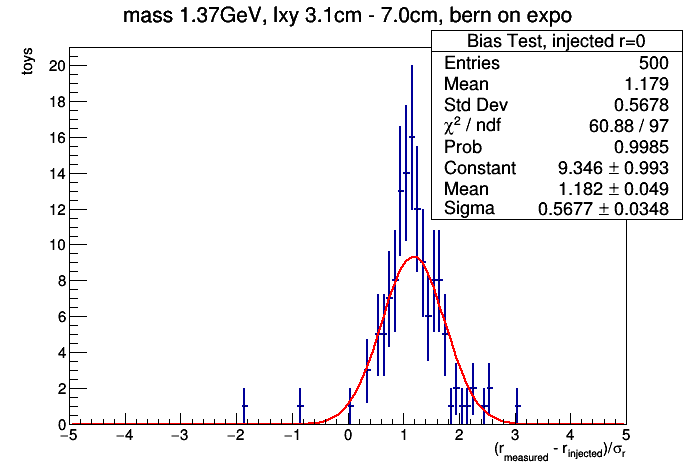 mass 1.37GeV, lxy 3.1cm - 7.0cm, bern on expo
Bias Test, injected r=0
Entries 500
Mean 1.179
Std Dev 0.5678
χ² / ndf 60.88 / 97
Prob 0.9985
Constant 9.346 ± 0.993
Mean 1.182 ± 0.049
Sigma 0.5677 ± 0.0348
toys
20
18
16
14
12
10
8
6
4
2
0
−5 −4 −3 −2 −1 0 1 2 3 4 5
(r_measured - r_injected)/σ_r